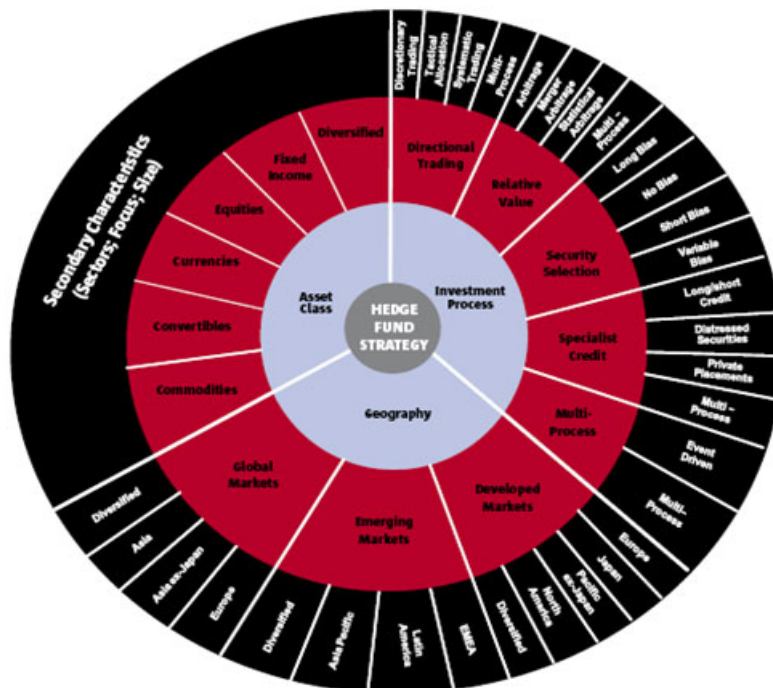 HEDGE
FUND
STRATEGY
Asset
Class
Investment
Process
Geography
Diversified
Fixed
Income
Equities
Currencies
Convertibles
Commodities
Directional
Trading
Relative
Value
Security
Selection
Specialist
Credit
Multi-
Process
Developed
Markets
Emerging
Markets
Global
Markets
Secondary Characteristics
(Sectors; Focus; Size)
Discretionary
Trading
Tactical
Allocation
Systematic
Trading
Multi-
Process
Arbitrage
Merger
Arbitrage
Statistical
Arbitrage
Multi –
Process
Long Bias
No Bias
Short Bias
Variable
Bias
Long/short
Credit
Distressed
Securities
Private
Placements
Multi –
Process
Event
Driven
Multi-
Process
Europe
Japan
Pacific
ex-Japan
North
America
Diversified
EMEA
Latin
America
Asia Pacific
Diversified
Europe
Asia ex-Japan
Asia
Diversified